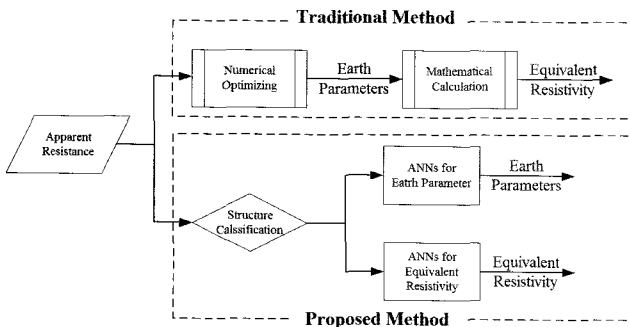 Traditional Method
Numerical
Optimizing
Earth
Parameters
Mathematical
Calculation
Equivalent
Resistivity
Apparent
Resistance
Structure
Calssification
ANNs for
Eatrh Parameter
Earth
Parameters
ANNs for
Equivalent
Resistivity
Equivalent
Resistivity
Proposed Method